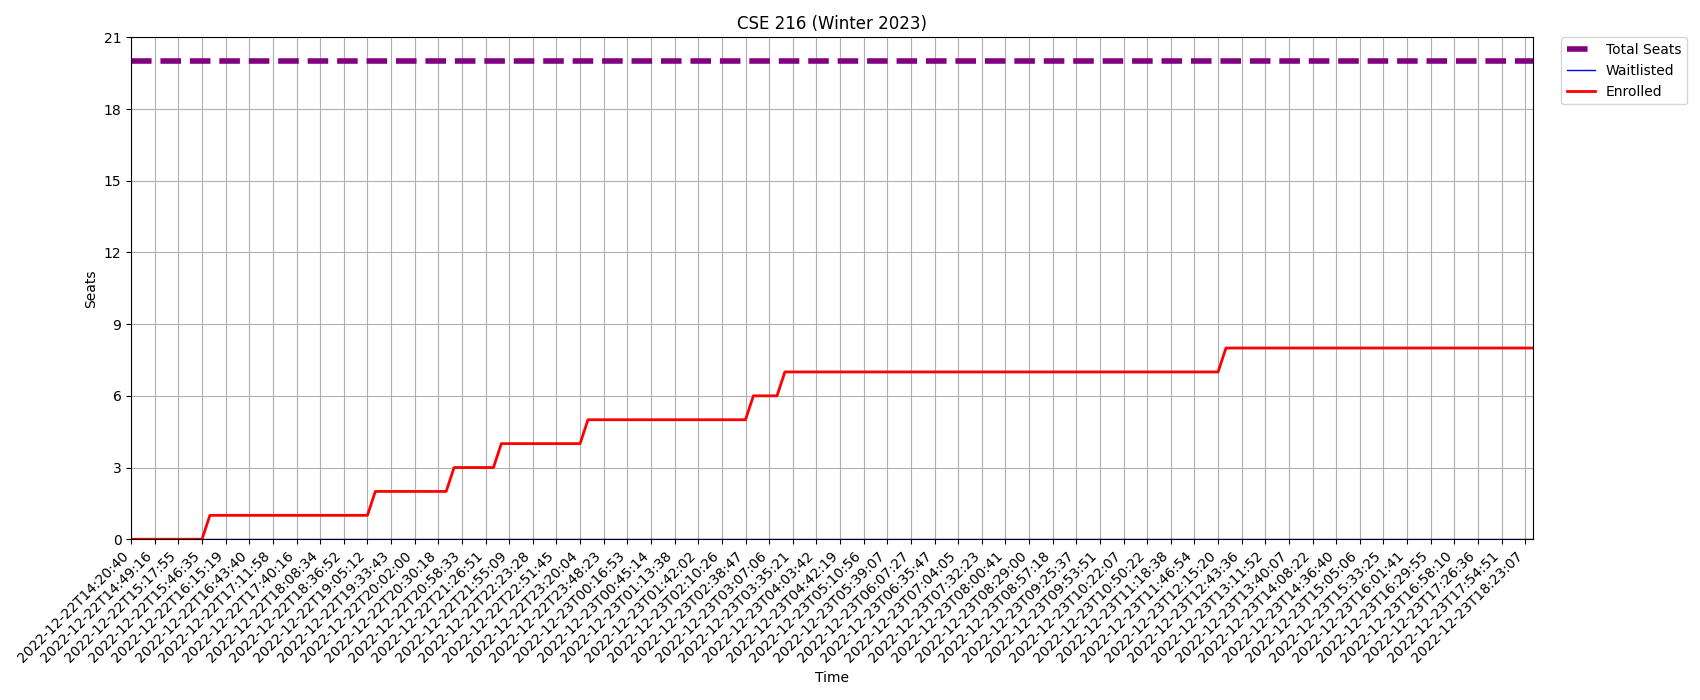 CSE 216 (Winter 2023)
Total Seats
Waitlisted
Enrolled
Seats
21
18
15
12
9
6
3
0
2022-12-22T14:20:40
2022-12-22T14:49:16
2022-12-22T15:17:55
2022-12-22T15:46:35
2022-12-22T16:15:19
2022-12-22T16:43:40
2022-12-22T17:11:58
2022-12-22T17:40:16
2022-12-22T18:08:34
2022-12-22T18:36:52
2022-12-22T19:05:12
2022-12-22T19:33:43
2022-12-22T20:02:00
2022-12-22T20:30:18
2022-12-22T20:58:33
2022-12-22T21:26:51
2022-12-22T21:55:09
2022-12-22T22:23:28
2022-12-22T22:51:45
2022-12-22T23:20:04
2022-12-22T23:48:23
2022-12-23T00:16:53
2022-12-23T00:45:14
2022-12-23T01:13:38
2022-12-23T01:42:02
2022-12-23T02:10:26
2022-12-23T02:38:47
2022-12-23T03:07:06
2022-12-23T03:35:21
2022-12-23T04:03:42
2022-12-23T04:42:19
2022-12-23T05:10:56
2022-12-23T05:39:07
2022-12-23T06:07:27
2022-12-23T06:35:47
2022-12-23T07:04:05
2022-12-23T07:32:23
2022-12-23T08:00:41
2022-12-23T08:29:00
2022-12-23T08:57:18
2022-12-23T09:25:37
2022-12-23T09:53:51
2022-12-23T10:22:07
2022-12-23T10:50:22
2022-12-23T11:18:38
2022-12-23T11:46:54
2022-12-23T12:15:20
2022-12-23T12:43:36
2022-12-23T13:11:52
2022-12-23T13:40:07
2022-12-23T14:08:22
2022-12-23T14:36:40
2022-12-23T15:05:06
2022-12-23T15:33:25
2022-12-23T16:01:41
2022-12-23T16:29:55
2022-12-23T16:58:10
2022-12-23T17:26:36
2022-12-23T17:54:51
2022-12-23T18:23:07
Time